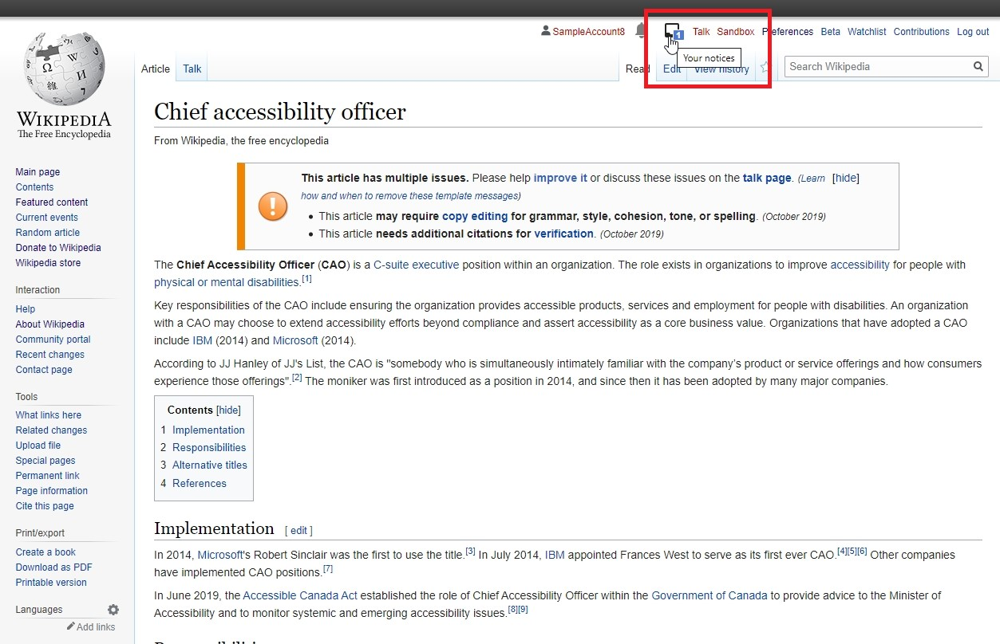 SampleAccount8 1 Talk Sandbox Preferences Beta Watchlist Contributions Log out
Your notices
Article Talk Read Edit View history Search Wikipedia
Ω W И 維 7
WIKIPEDIA
The Free Encyclopedia
Main page
Contents
Featured content
Current events
Random article
Donate to Wikipedia
Wikipedia store
Interaction
Help
About Wikipedia
Community portal
Recent changes
Contact page
Tools
What links here
Related changes
Upload file
Special pages
Permanent link
Page information
Cite this page
Print/export
Create a book
Download as PDF
Printable version
Languages
Add links
Chief accessibility officer
From Wikipedia, the free encyclopedia
This article has multiple issues. Please help improve it or discuss these issues on the talk page. (Learn [hide]
how and when to remove these template messages)
• This article may require copy editing for grammar, style, cohesion, tone, or spelling. (October 2019)
• This article needs additional citations for verification. (October 2019)
The Chief Accessibility Officer (CAO) is a C-suite executive position within an organization. The role exists in organizations to improve accessibility for people with
physical or mental disabilities.[1]
Key responsibilities of the CAO include ensuring the organization provides accessible products, services and employment for people with disabilities. An organization
with a CAO may choose to extend accessibility efforts beyond compliance and assert accessibility as a core business value. Organizations that have adopted a CAO
include IBM (2014) and Microsoft (2014).
According to JJ Hanley of JJ's List, the CAO is "somebody who is simultaneously intimately familiar with the company's product or service offerings and how consumers
experience those offerings".[2] The moniker was first introduced as a position in 2014, and since then it has been adopted by many major companies.
Contents [hide]
1 Implementation
2 Responsibilities
3 Alternative titles
4 References
Implementation [ edit ]
In 2014, Microsoft's Robert Sinclair was the first to use the title.[3] In July 2014, IBM appointed Frances West to serve as its first ever CAO.[4][5][6] Other companies
have implemented CAO positions.[7]
In June 2019, the Accessible Canada Act established the role of Chief Accessibility Officer within the Government of Canada to provide advice to the Minister of
Accessibility and to monitor systemic and emerging accessibility issues.[8][9]